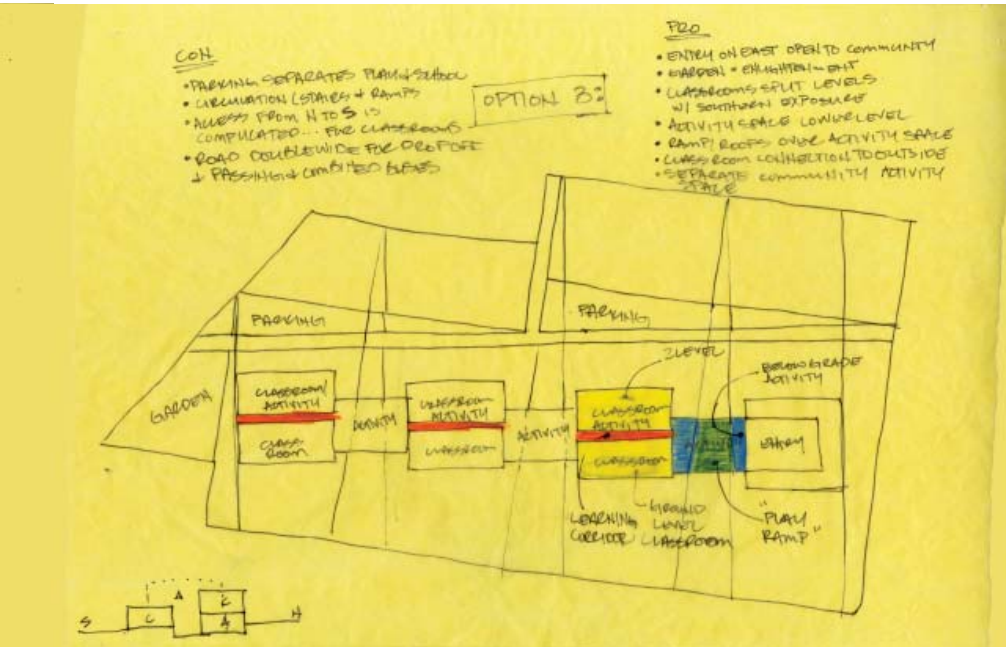 CON
• PARKING SEPARATES PLAY & SCHOOL
• CIRCULATION (STAIRS & RAMPS
• ACCESS FROM N TO S IS
COMPLICATED... FOR CLASSROOMS
• ROAD DOUBLEWIDE FOR DROPOFF
& PASSING & COMBINED BUSES
OPTION B:
PRO
• ENTRY ON EAST OPEN TO COMMUNITY
• GARDEN = ENLIGHTENMENT
• CLASSROOMS SPLIT LEVELS
W/ SOUTHERN EXPOSURE
• ACTIVITY SPACE LOWER LEVEL
• RAMP/ROOFS OVER ACTIVITY SPACE
• CLASSROOM CONNECTION TO OUTSIDE
• SEPARATE COMMUNITY ACTIVITY
SPACE
PARKING
PARKING
2 LEVEL
BELOW GRADE
ACTIVITY
GARDEN
CLASSROOM/
ACTIVITY
CLASS-
ROOM
ACTIVITY
CLASSROOM
ACTIVITY
CLASSROOM
ACTIVITY
CLASSROOM
ACTIVITY
CLASSROOM
ENTRY
LEARNING
CORRIDOR
GROUND
LEVEL
CLASSROOM
"PLAY
RAMP"
S
C
A
C
A
N